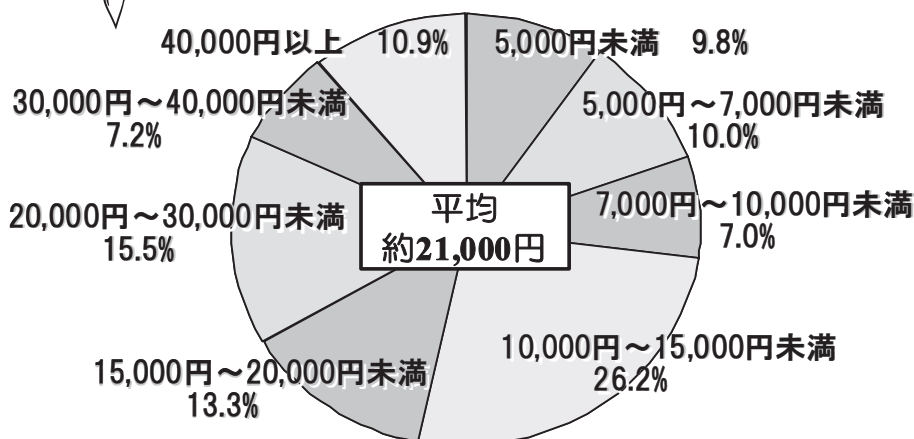 40,000円以上 10.9%
5,000円未満 9.8%
5,000円～7,000円未満
10.0%
7,000円～10,000円未満
7.0%
10,000円～15,000円未満
26.2%
15,000円～20,000円未満
13.3%
20,000円～30,000円未満
15.5%
30,000円～40,000円未満
7.2%
平均
約21,000円